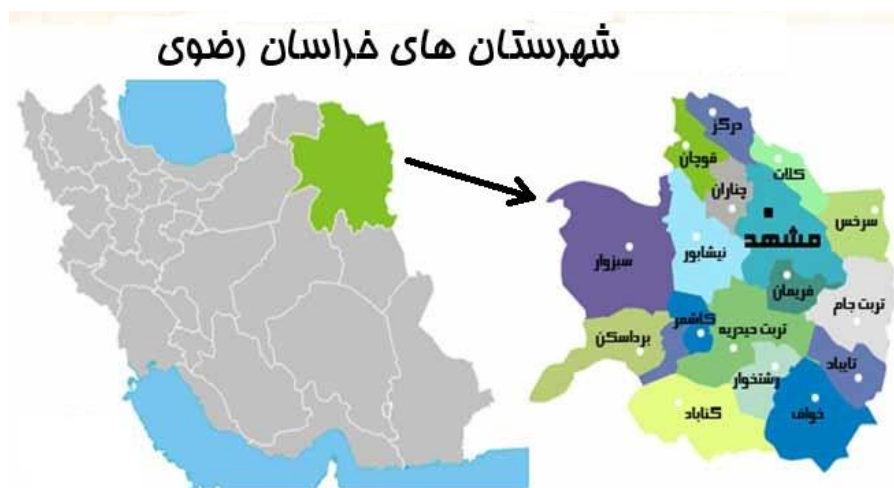 شهرستان های خراسان رضوی
درگز
قوچان
کلات
چناران
سرخس
مشهد
نیشابور
سبزوار
فریمان
تربت جام
کاشمر
تربت حیدریه
برداسکن
تایباد
رشتخوار
گناباد
خواف